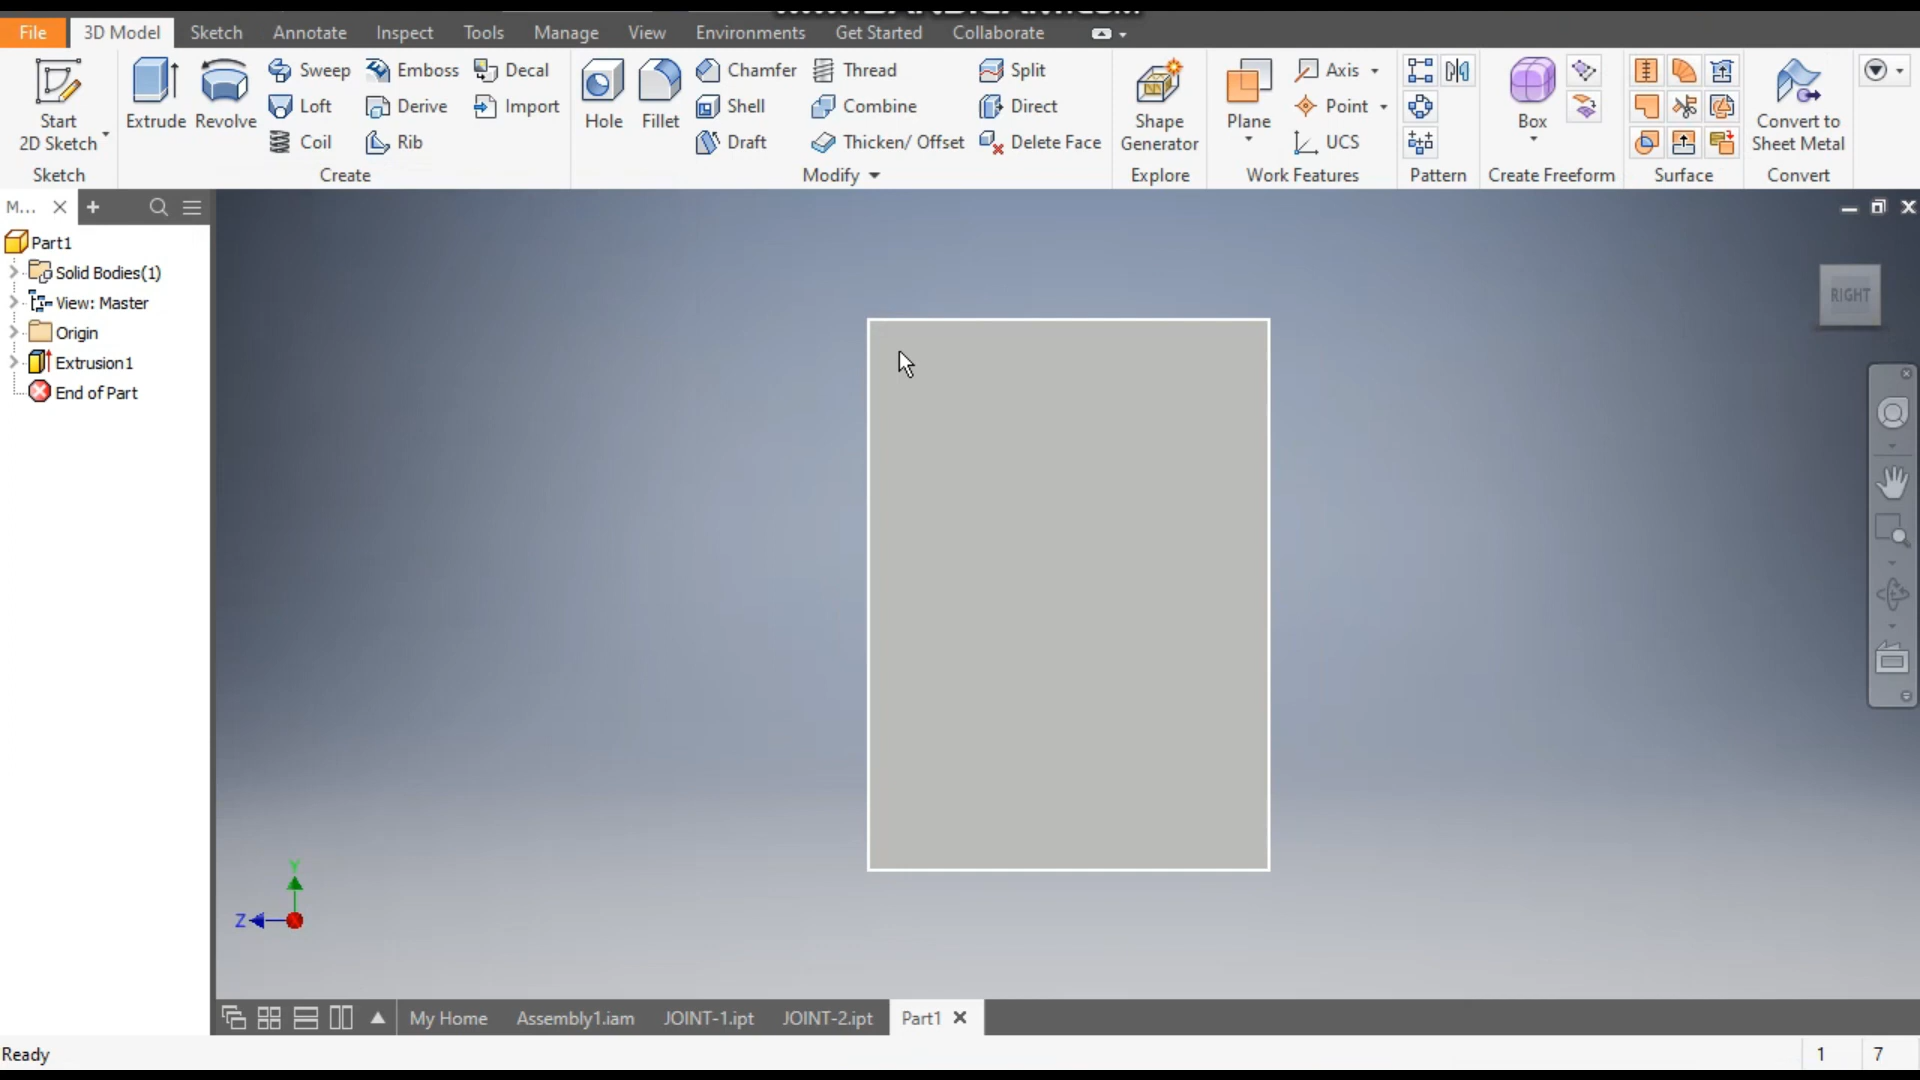 File 3D Model Sketch Annotate Inspect Tools Manage View Environments Get Started Collaborate
Start
2D Sketch
Extrude
Revolve
Sweep
Loft
Coil
Emboss
Derive
Rib
Decal
Import
Hole
Fillet
Chamfer
Shell
Draft
Thread
Combine
Thicken/ Offset
Split
Direct
Delete Face
Shape
Generator
Plane
Axis
Point
UCS
Box
Convert to
Sheet Metal
Sketch Create Modify Explore Work Features Pattern Create Freeform Surface Convert
M...
Part1
Solid Bodies(1)
View: Master
Origin
Extrusion1
End of Part
RIGHT
Y
Z
My Home Assembly1.iam JOINT-1.ipt JOINT-2.ipt Part1
Ready 1 7